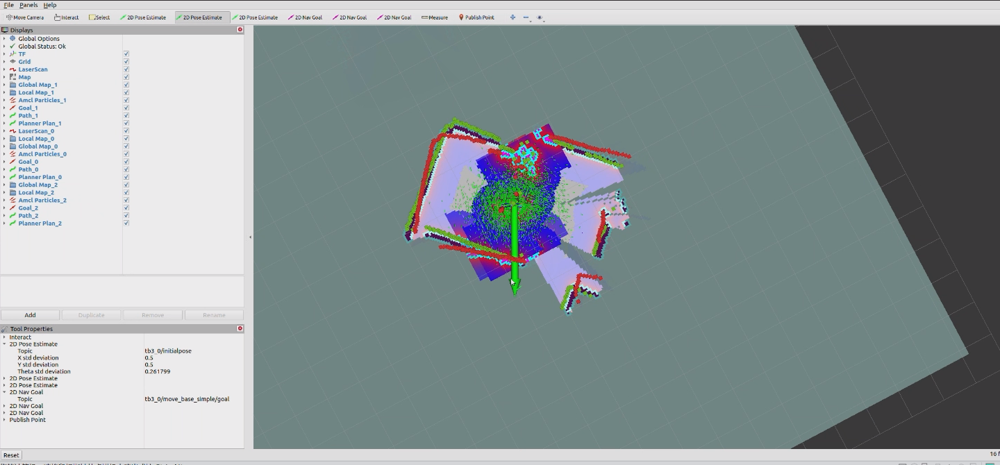 File Panels Help
Move Camera Interact Select 2D Pose Estimate 2D Pose Estimate 2D Pose Estimate 2D Nav Goal 2D Nav Goal 2D Nav Goal Measure Publish Point
Displays
Global Options
Global Status: Ok
TF
Grid
LaserScan
Map
Global Map_1
Local Map_1
Amcl Particles_1
Goal_1
Path_1
Planner Plan_1
LaserScan_0
Local Map_0
Global Map_0
Amcl Particles_0
Goal_0
Path_0
Planner Plan_0
Global Map_2
Local Map_2
Amcl Particles_2
Goal_2
Path_2
Planner Plan_2
Add Duplicate Remove Rename
Tool Properties
Interact
2D Pose Estimate
Topic tb3_0/initialpose
X std deviation 0.5
Y std deviation 0.5
Theta std deviation 0.261799
2D Pose Estimate
2D Pose Estimate
2D Nav Goal
Topic tb3_0/move_base_simple/goal
2D Nav Goal
2D Nav Goal
Publish Point
Reset 16 f